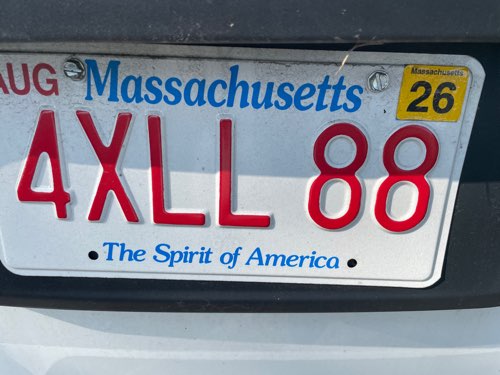 AUG Massachusetts
Massachusetts
26
4XLL 88
The Spirit of America